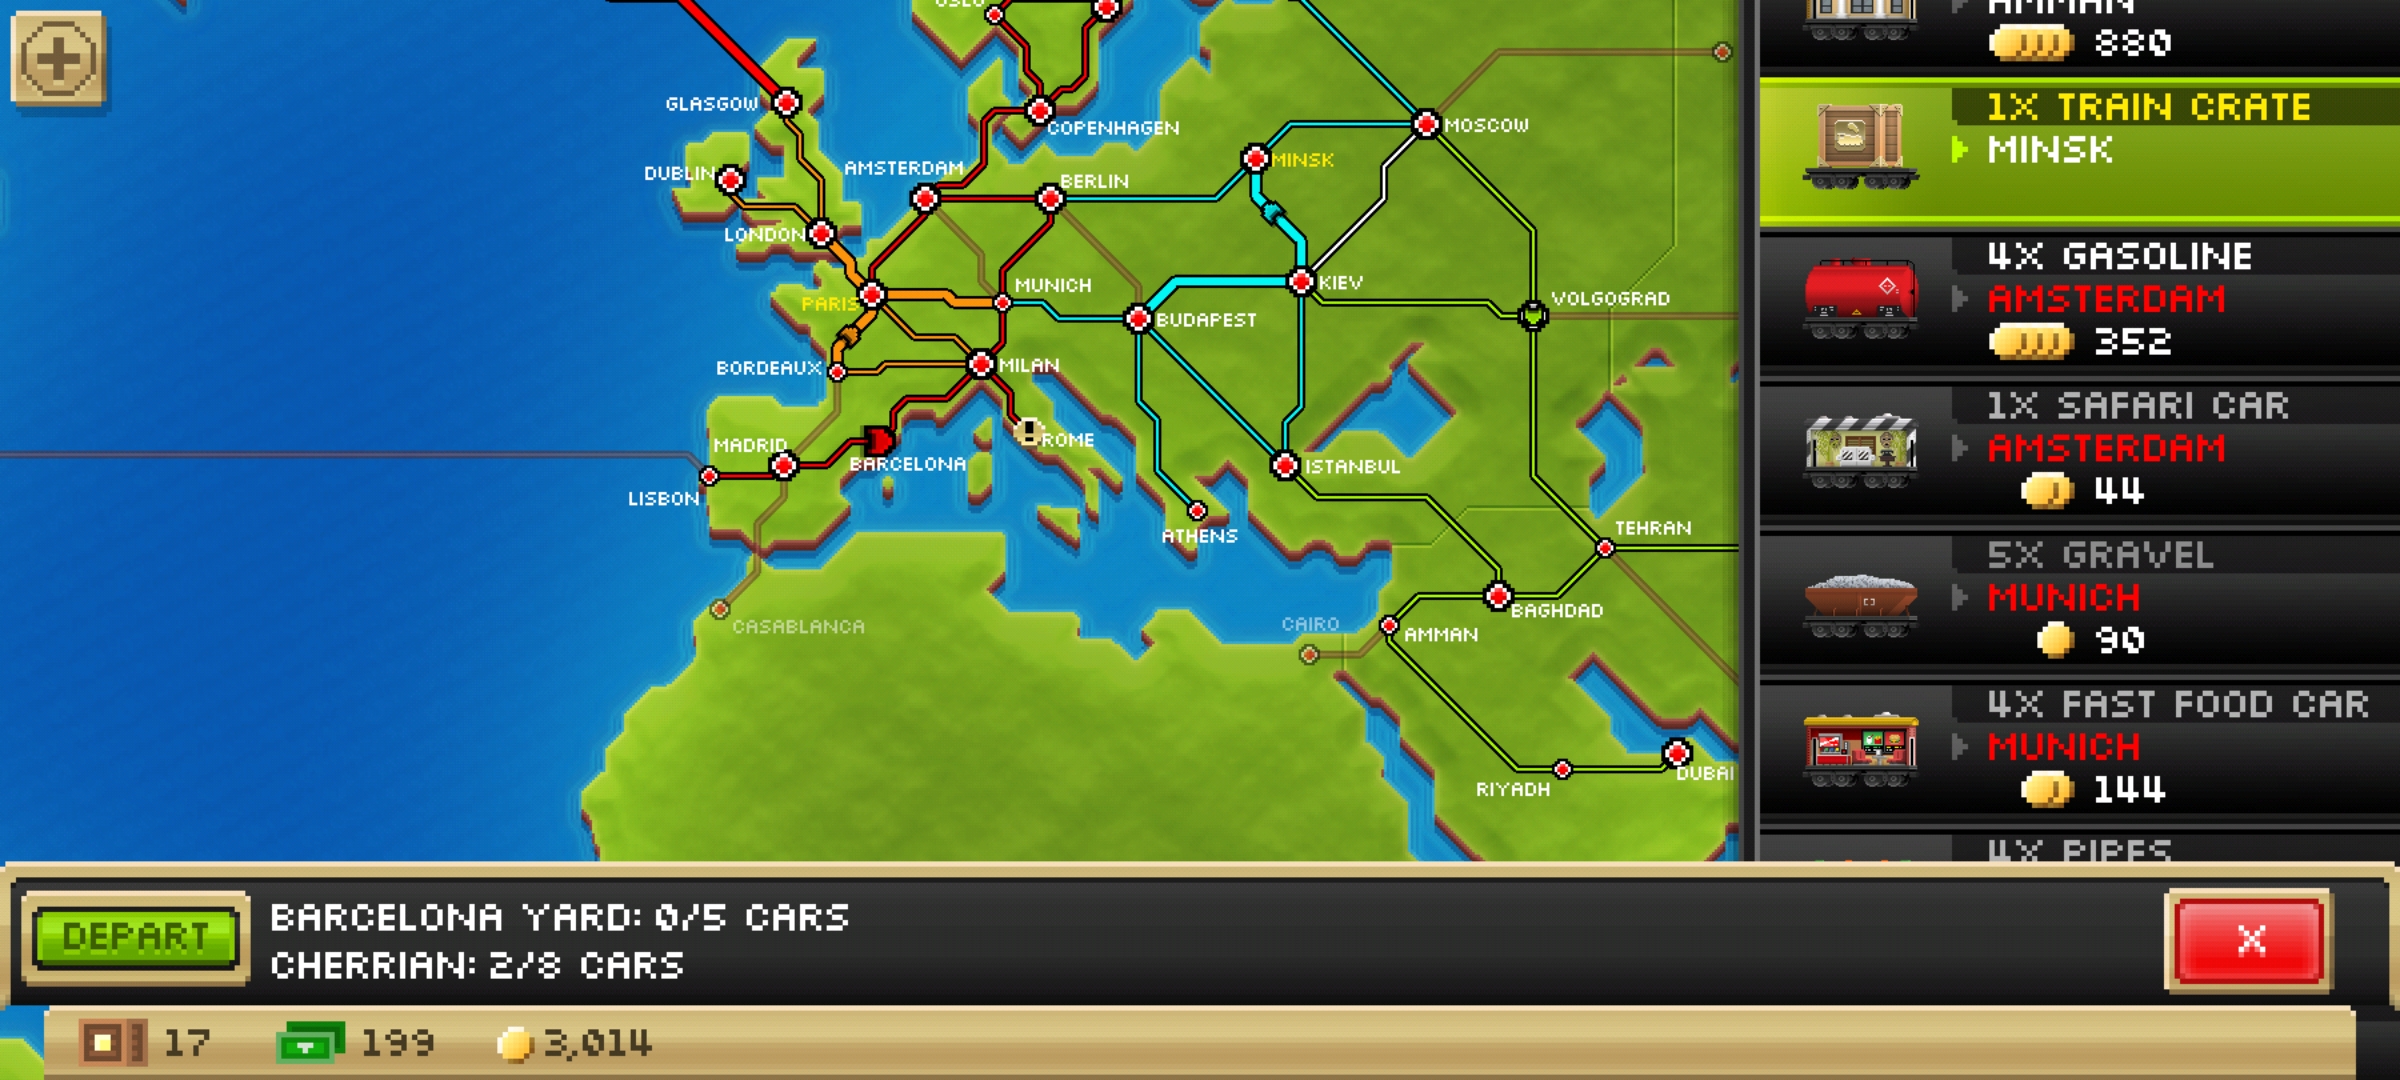 OSLO
GLASGOW
COPENHAGEN
MOSCOW
DUBLIN
AMSTERDAM
BERLIN
MINSK
LONDON
PARIS
MUNICH
KIEV
VOLGOGRAD
BUDAPEST
BORDEAUX
MILAN
MADRID
ROME
BARCELONA
ISTANBUL
LISBON
ATHENS
TEHRAN
CASABLANCA
CAIRO
AMMAN
BAGHDAD
RIYADH
DUBAI
AMMAN
880
1X TRAIN CRATE
MINSK
4X GASOLINE
AMSTERDAM
352
1X SAFARI CAR
AMSTERDAM
44
5X GRAVEL
MUNICH
90
4X FAST FOOD CAR
MUNICH
144
4X PIPES
DEPART
BARCELONA YARD: 0/5 CARS
CHERRIAN: 2/8 CARS
X
17
199
3,014